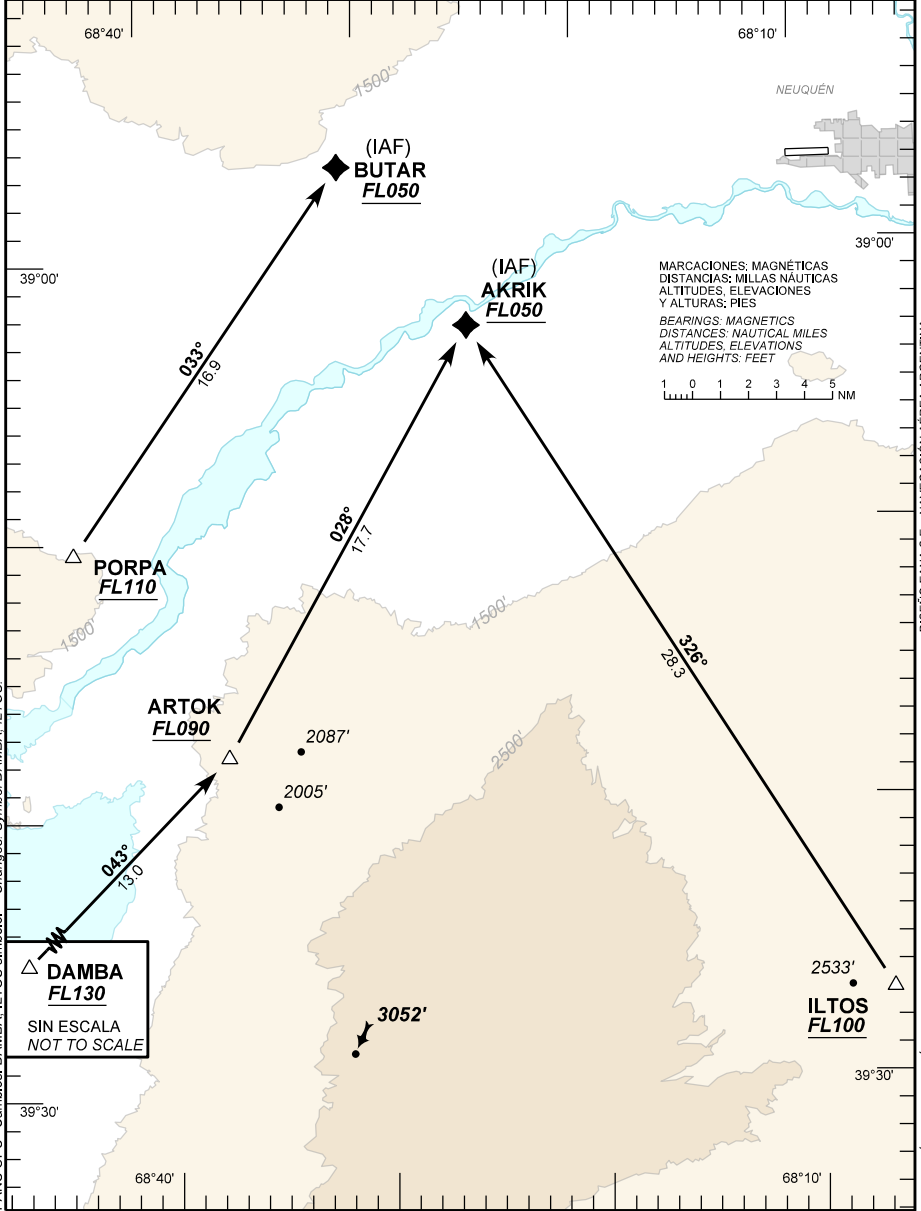 68°40'
68°10'
1500'
NEUQUÉN
(IAF)
BUTAR
FL050
39°00'
(IAF)
AKRIK
FL050
39°00'
MARCACIONES: MAGNÉTICAS
DISTANCIAS: MILLAS NÁUTICAS
ALTITUDES, ELEVACIONES
Y ALTURAS: PIES
BEARINGS: MAGNETICS
DISTANCES: NAUTICAL MILES
ALTITUDES, ELEVATIONS
AND HEIGHTS: FEET
1 0 1 2 3 4 5 NM
033°
16.9
028°
17.7
PORPA
FL110
1500'
1500'
326°
28.3
ARTOK
FL090
2087'
2005'
2500'
043°
13.0
DAMBA
FL130
SIN ESCALA
NOT TO SCALE
3052'
2533'
ILTOS
FL100
39°30'
39°30'
68°40'
68°10'